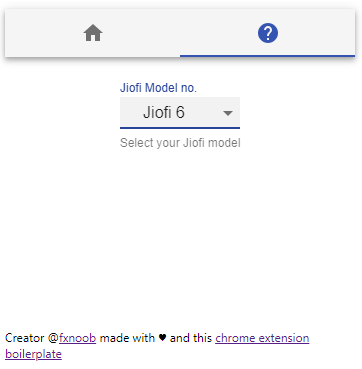 Jiofi Model no.
Jiofi 6
Select your Jiofi model
Creator @fxnoob made with ♥ and this chrome extension
boilerplate